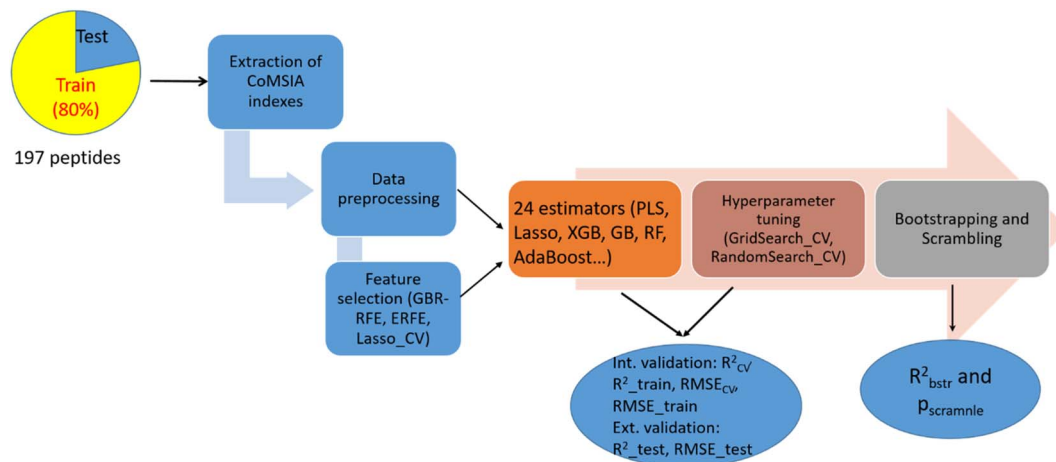 Test
Train
(80%)
197 peptides
Extraction of
CoMSIA
indexes
Data
preprocessing
Feature
selection (GBR-
RFE, ERFE,
Lasso_CV)
24 estimators (PLS,
Lasso, XGB, GB, RF,
AdaBoost...)
Hyperparameter
tuning
(GridSearch_CV,
RandomSearch_CV)
Bootstrapping and
Scrambling
Int. validation: R²CV,
R²_train, RMSECV,
RMSE_train
Ext. validation:
R²_test, RMSE_test
R²bstr and
pscramnle